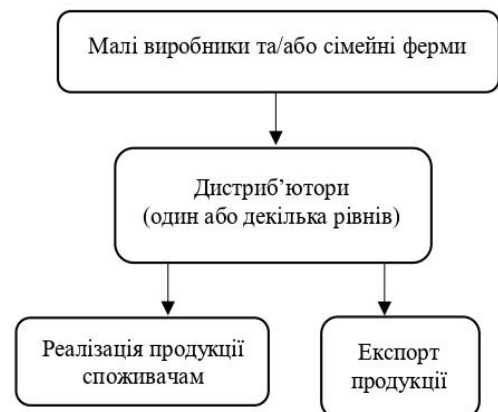 Малі виробники та/або сімейні ферми
Дистриб’ютори
(один або декілька рівнів)
Реалізація продукції
споживачам
Експорт
продукції